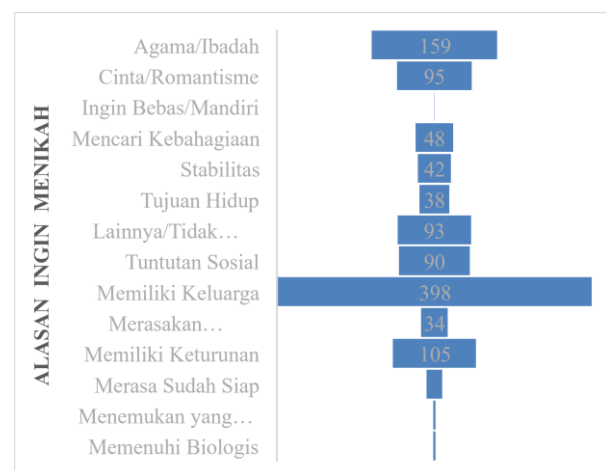 ALASAN INGIN MENIKAH
Agama/Ibadah 159
Cinta/Romantisme 95
Ingin Bebas/Mandiri
Mencari Kebahagiaan 48
Stabilitas 42
Tujuan Hidup 38
Lainnya/Tidak… 93
Tuntutan Sosial 90
Memiliki Keluarga 398
Merasakan… 34
Memiliki Keturunan 105
Merasa Sudah Siap
Menemukan yang…
Memenuhi Biologis